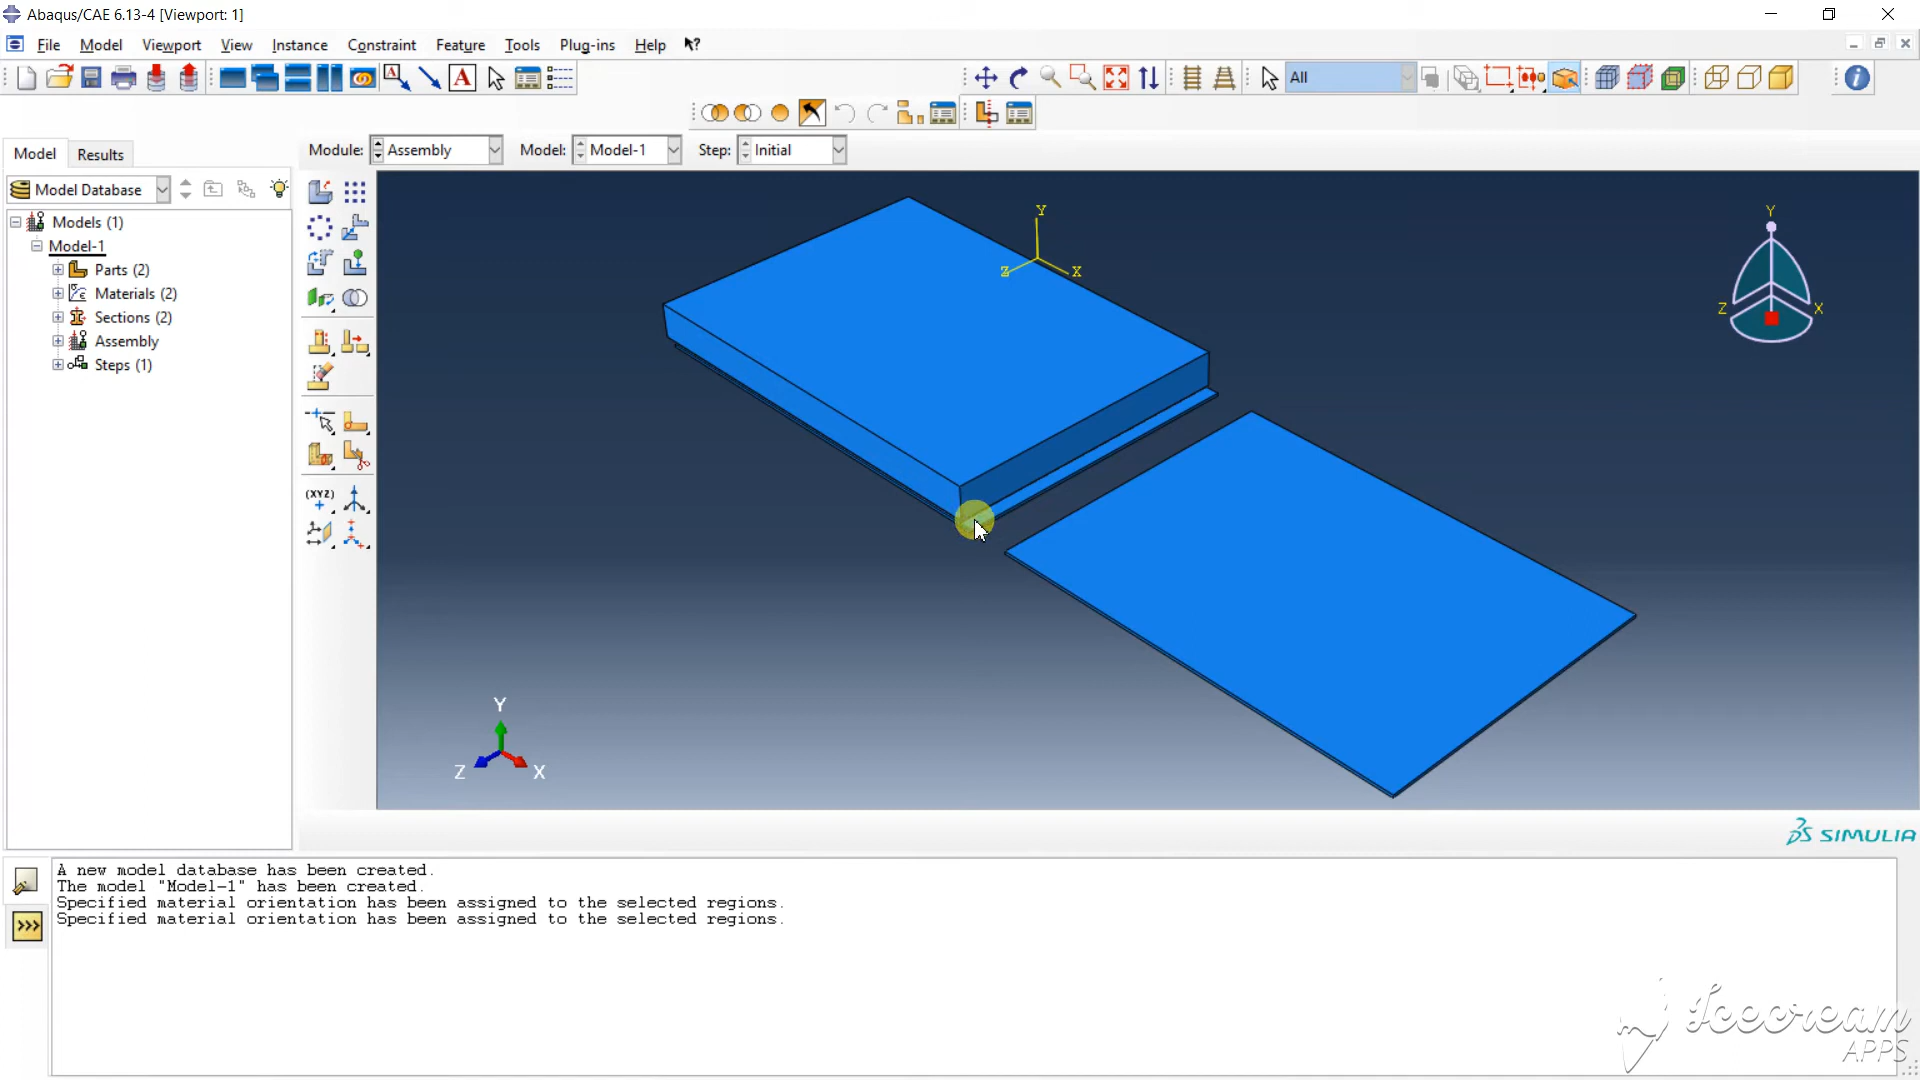 Abaqus/CAE 6.13-4 [Viewport: 1]
File Model Viewport View Instance Constraint Feature Tools Plug-ins Help
All
Model Results
Module: Assembly Model: Model-1 Step: Initial
Model Database
Models (1)
Model-1
Parts (2)
Materials (2)
Sections (2)
Assembly
Steps (1)
(XYZ)
Y
Z X
Y
Z X
Y
Z X
SIMULIA
A new model database has been created.
The model "Model-1" has been created.
Specified material orientation has been assigned to the selected regions.
Specified material orientation has been assigned to the selected regions.
>>>
Icecream
APPS